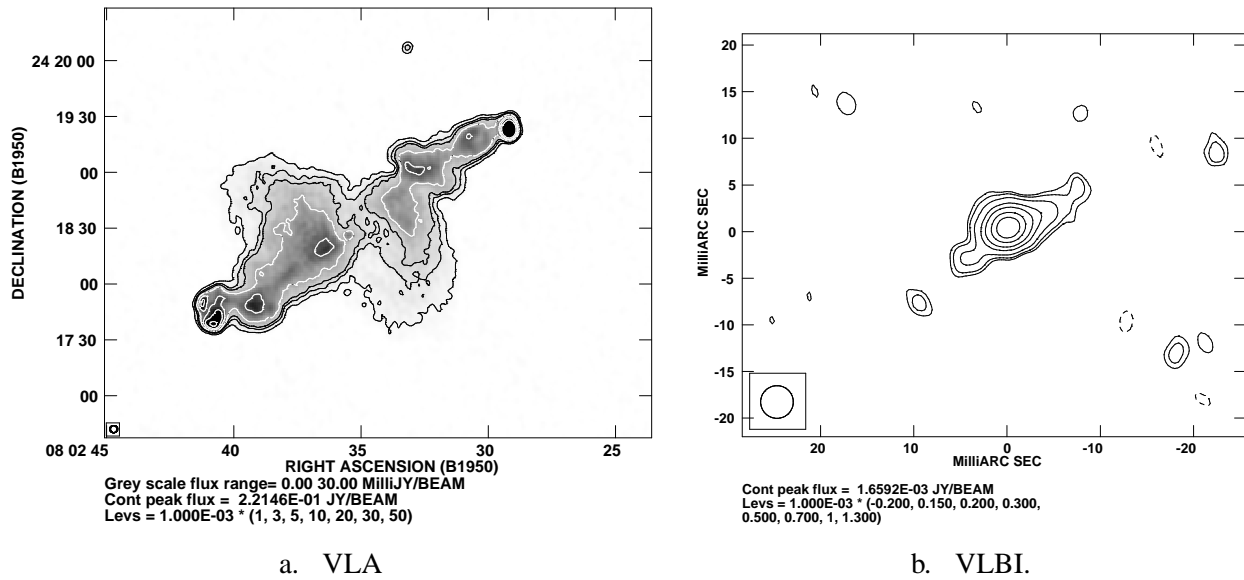 DECLINATION (B1950)
24 20 00
19 30
00
18 30
00
17 30
00
08 02 45
40
35
30
25
RIGHT ASCENSION (B1950)
Grey scale flux range= 0.00 30.00 MilliJY/BEAM
Cont peak flux = 2.2146E-01 JY/BEAM
Levs = 1.000E-03 * (1, 3, 5, 10, 20, 30, 50)
a. VLA
MilliARC SEC
20
15
10
5
0
-5
-10
-15
-20
20
10
0
-10
-20
MilliARC SEC
Cont peak flux = 1.6592E-03 JY/BEAM
Levs = 1.000E-03 * (-0.200, 0.150, 0.200, 0.300,
0.500, 0.700, 1, 1.300)
b. VLBI.